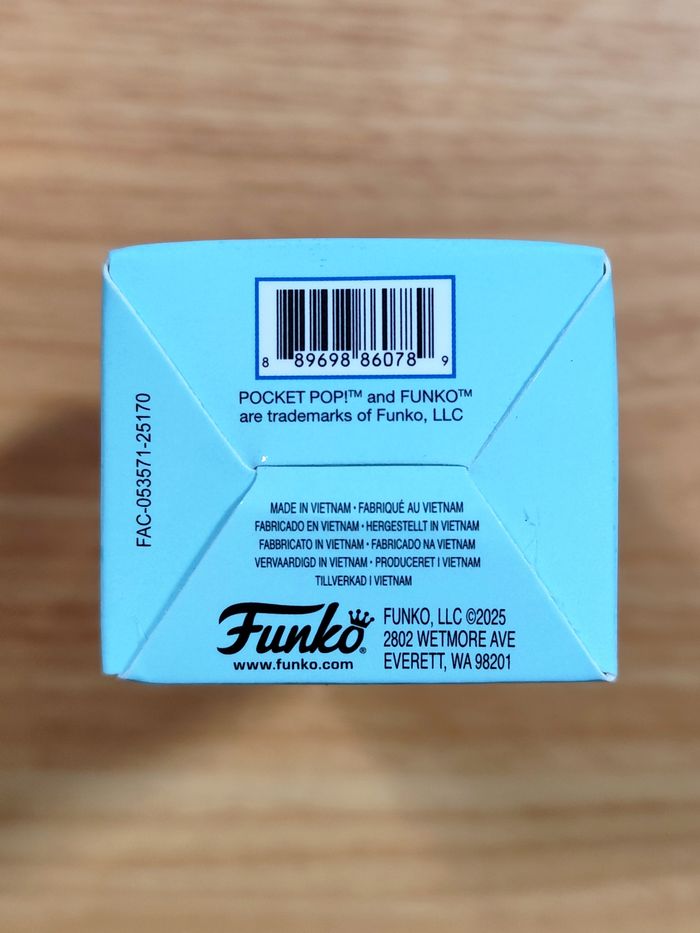 8 89698 86078 9
POCKET POP!™ and FUNKO™
are trademarks of Funko, LLC
FAC-053571-25170
MADE IN VIETNAM · FABRIQUÉ AU VIETNAM
FABRICADO EN VIETNAM · HERGESTELLT IN VIETNAM
FABBRICATO IN VIETNAM · FABRICADO NA VIETNAM
VERVAARDIGD IN VIETNAM · PRODUCERET I VIETNAM
TILLVERKAD I VIETNAM
Funko®
www.funko.com
FUNKO, LLC ©2025
2802 WETMORE AVE
EVERETT, WA 98201